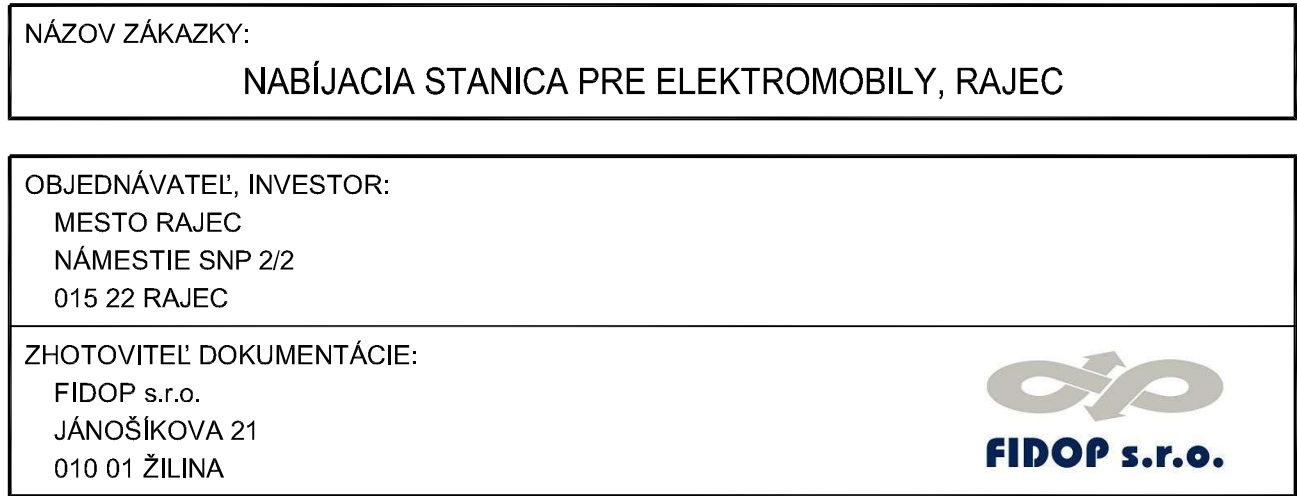 NÁZOV ZÁKAZKY:
NABÍJACIA STANICA PRE ELEKTROMOBILY, RAJEC
OBJEDNÁVATEĽ, INVESTOR:
MESTO RAJEC
NÁMESTIE SNP 2/2
015 22 RAJEC
ZHOTOVITEĽ DOKUMENTÁCIE:
FIDOP s.r.o.
JÁNOŠÍKOVA 21
010 01 ŽILINA
FIDOP s.r.o.